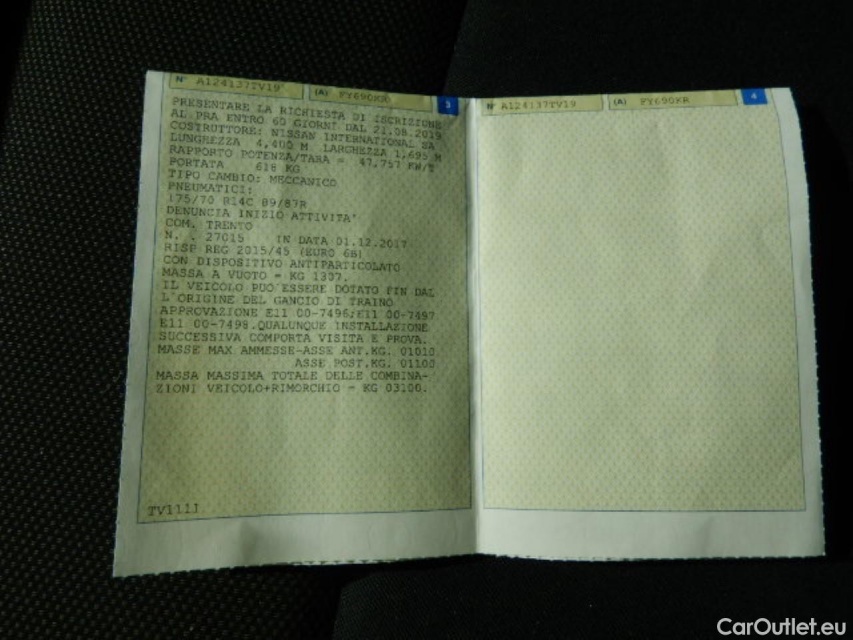 N° A124137TV19 (A) FY690KR 3
PRESENTARE LA RICHIESTA DI ISCRIZIONE
AL PRA ENTRO 60 GIORNI DAL 21.08.2019
COSTRUTTORE: NISSAN INTERNATIONAL SA
LUNGHEZZA 4,400 M LARGHEZZA 1,695 M
RAPPORTO POTENZA/TARA = 47,757 KW/T
PORTATA 618 KG
TIPO CAMBIO: MECCANICO
PNEUMATICI:
175/70 R14C 89/87R
DENUNCIA INIZIO ATTIVITA'
COM. TRENTO
N. . 27015 IN DATA 01.12.2017
RISP REG 2015/45 (EURO 6B)
CON DISPOSITIVO ANTIPARTICOLATO
MASSA A VUOTO = KG 1307.
IL VEICOLO PUO'ESSERE DOTATO FIN DAL
L'ORIGINE DEL GANCIO DI TRAINO
APPROVAZIONE E11 00-7496;E11 00-7497
E11 00-7498.QUALUNQUE INSTALLAZIONE
SUCCESSIVA COMPORTA VISITA E PROVA.
MASSE MAX AMMESSE-ASSE ANT.KG. 01010
ASSE POST.KG. 01100
MASSA MASSIMA TOTALE DELLE COMBINA-
ZIONI VEICOLO+RIMORCHIO = KG 03100.
TV111J
N° A124137TV19 (A) FY690KR 4
CarOutlet.eu